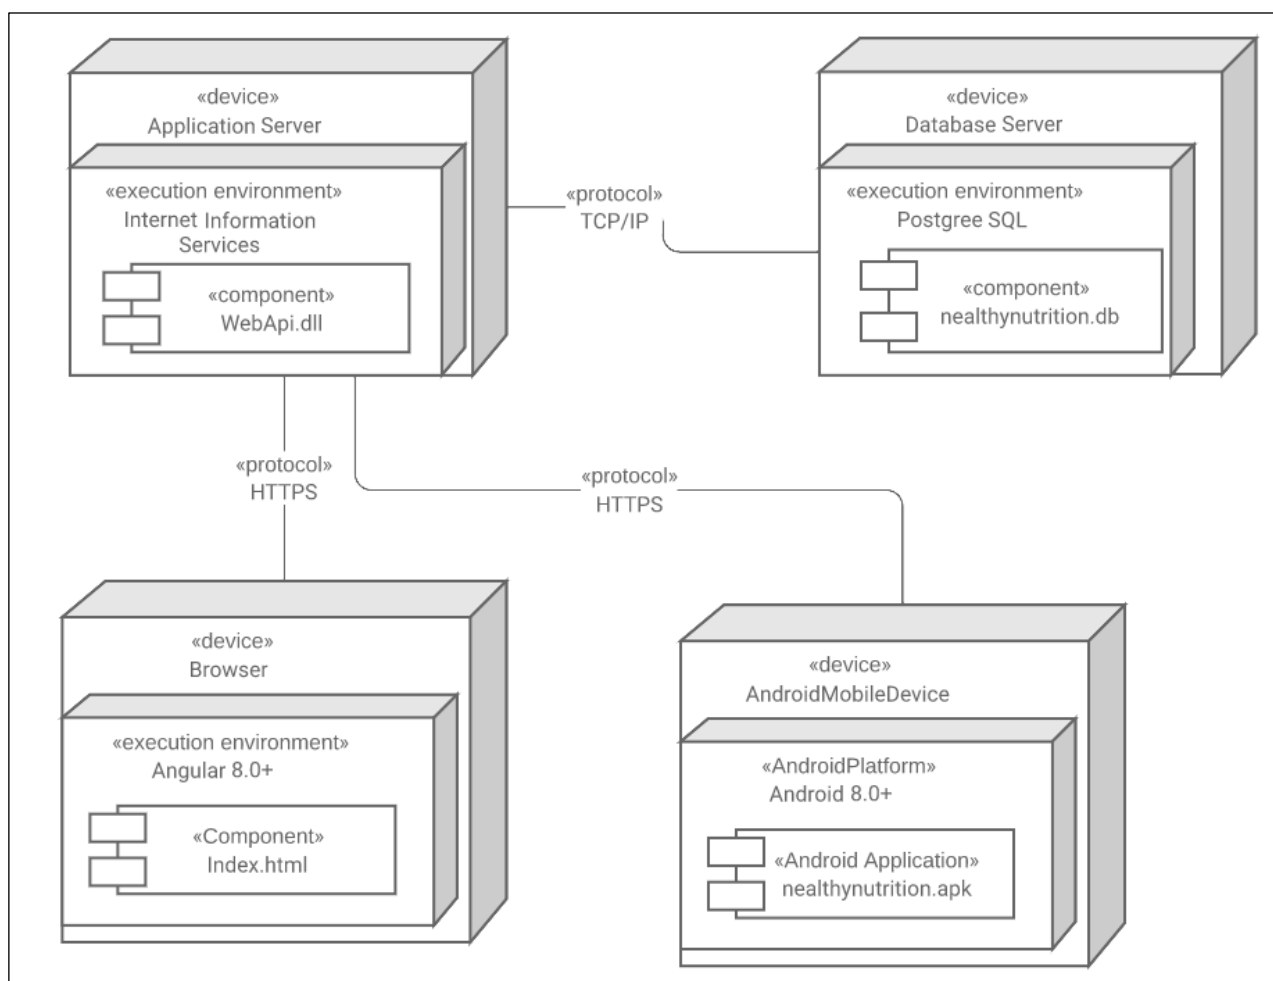 «device»
Application Server
«execution environment»
Internet Information
Services
«component»
WebApi.dll
«protocol»
TCP/IP
«device»
Database Server
«execution environment»
Postgree SQL
«component»
nealthynutrition.db
«protocol»
HTTPS
«protocol»
HTTPS
«device»
Browser
«execution environment»
Angular 8.0+
«Component»
Index.html
«device»
AndroidMobileDevice
«AndroidPlatform»
Android 8.0+
«Android Application»
nealthynutrition.apk